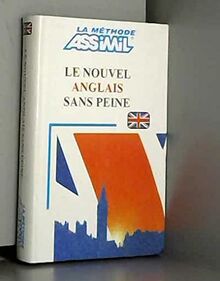 LA MÉTHODE
ASSiMiL
LE NOUVEL
ANGLAIS
SANS PEINE